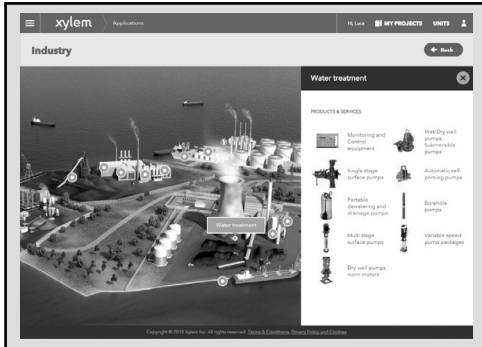 xylem
Applications
Hi, Luca
MY PROJECTS
UNITS
Industry
Back
Water treatment
Water treatment
PRODUCTS & SERVICES
Monitoring and
Control
equipment
Wet/Dry well
pumps,
Submersible
pumps
Single stage
surface pumps
Automatic self-
priming pumps
Portable
dewatering and
drainage pumps
Borehole
pumps
Multi stage
surface pumps
Variable speed
pump packages
Dry well pumps,
norm motors
Copyright © 2015 Xylem Inc. All rights reserved. Terms & Conditions, Privacy Policy and Cookies